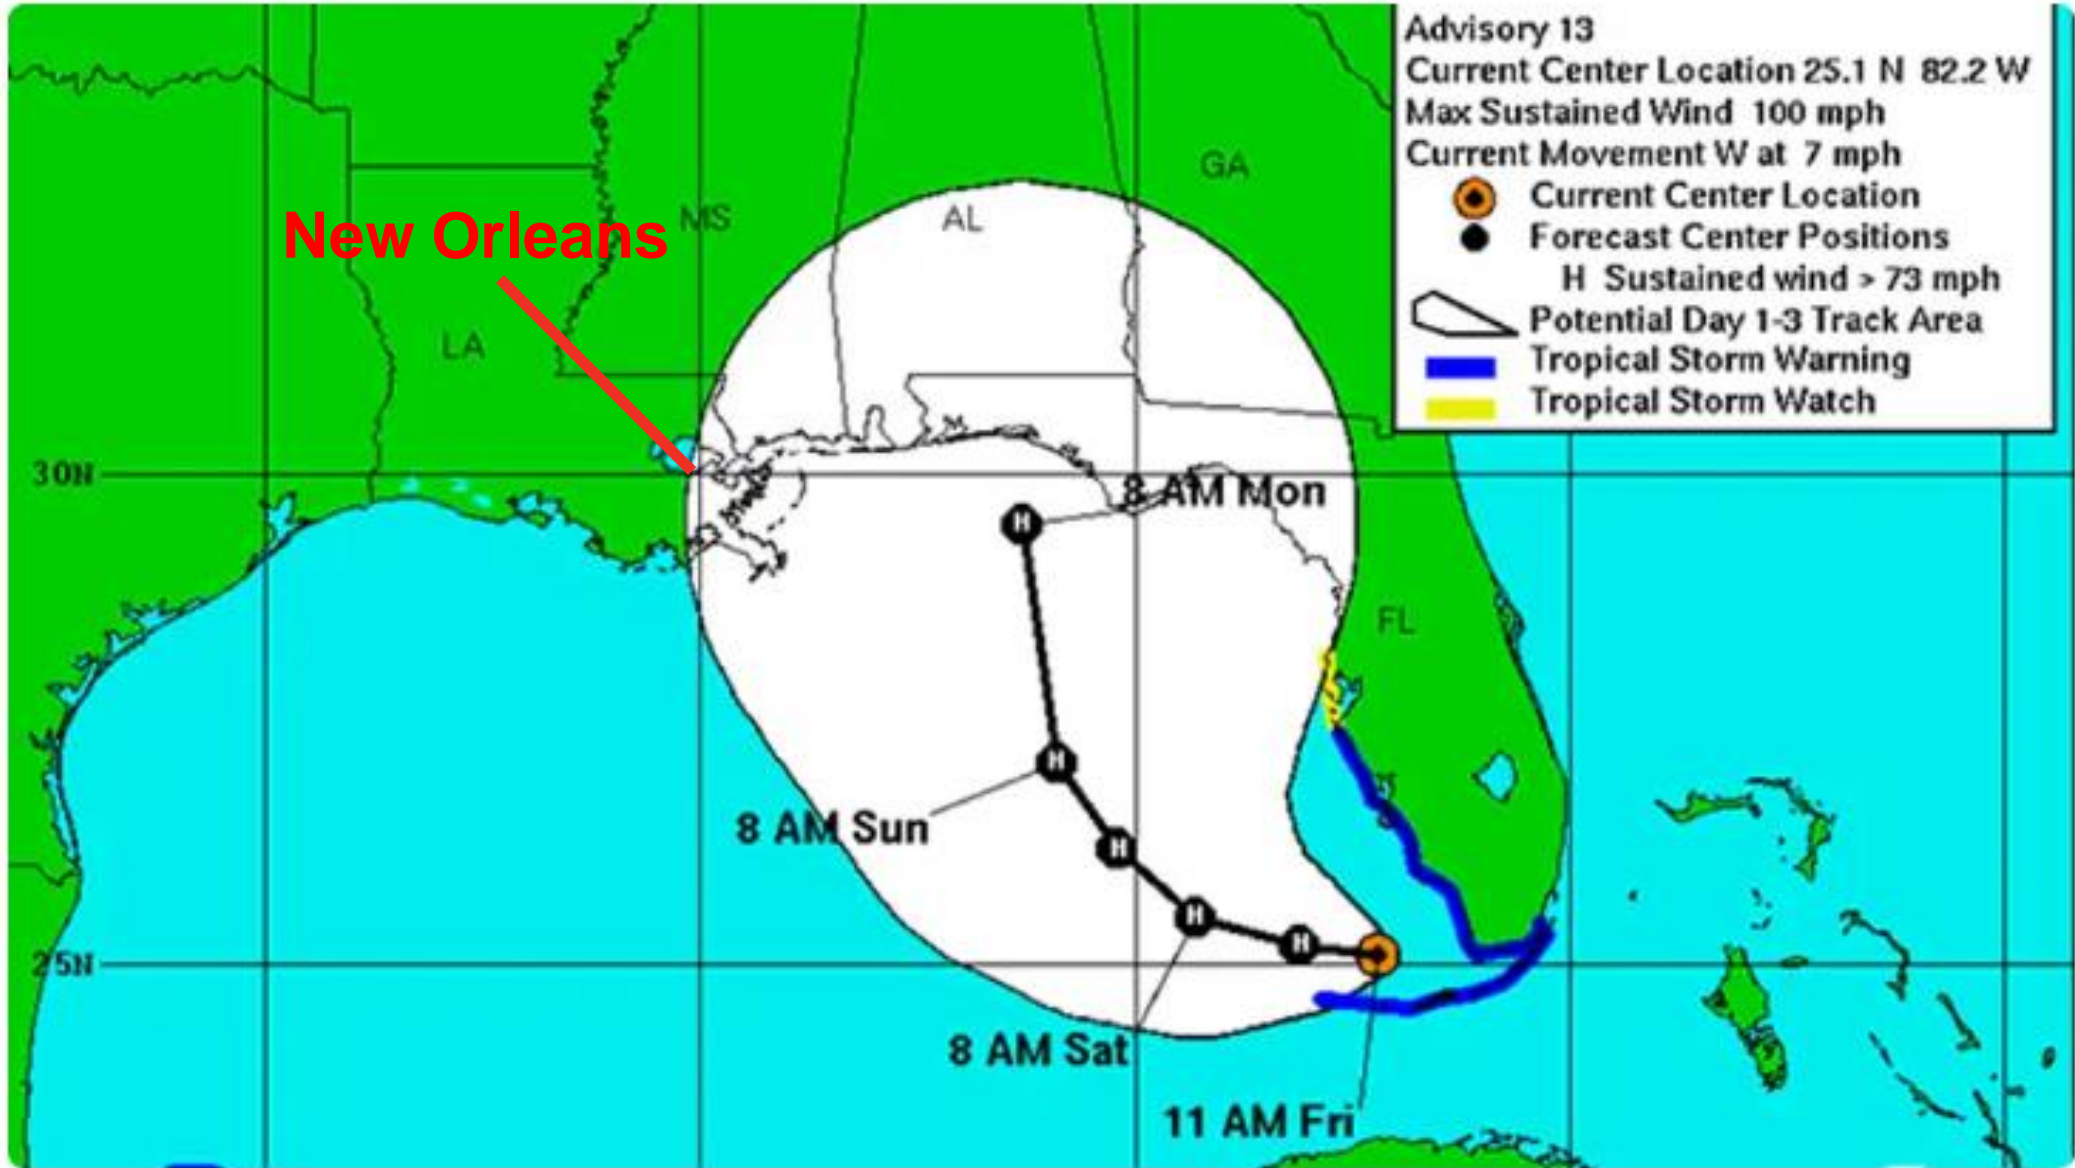 Advisory 13
Current Center Location 25.1 N 82.2 W
Max Sustained Wind 100 mph
Current Movement W at 7 mph
Current Center Location
Forecast Center Positions
H Sustained wind > 73 mph
Potential Day 1-3 Track Area
Tropical Storm Warning
Tropical Storm Watch
GA
MS
AL
New Orleans
LA
30N
8 AM Mon
H
FL
H
8 AM Sun
H
H
H
25N
8 AM Sat
11 AM Fri